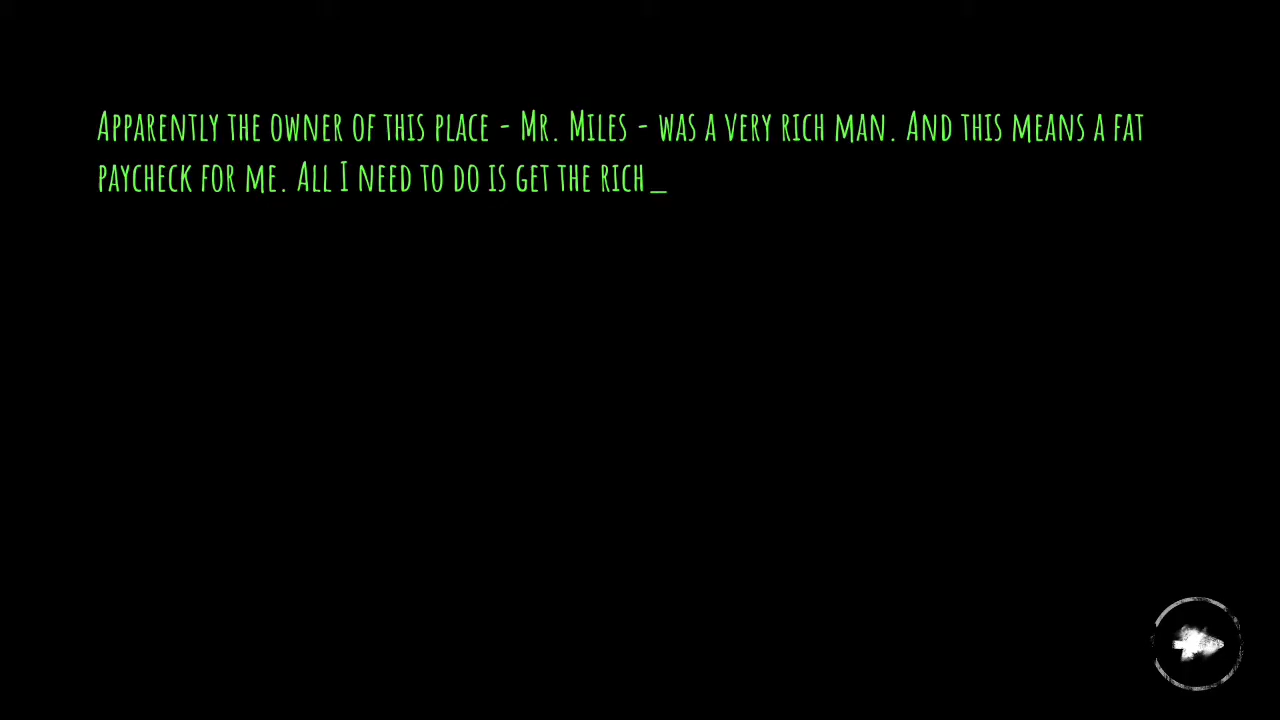 Apparently the owner of this place - Mr. Miles - was a very rich man. And this means a fat
paycheck for me. All I need to do is get the rich_